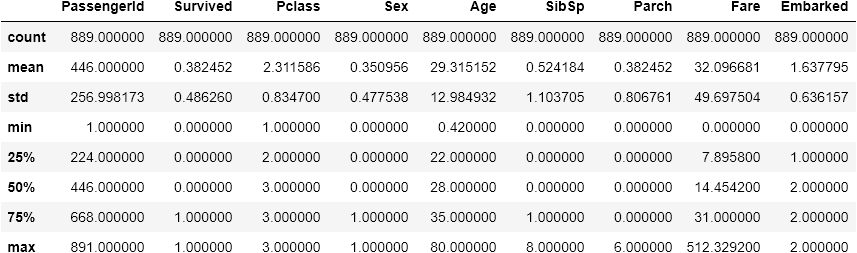 PassengerId Survived Pclass Sex Age SibSp Parch Fare Embarked
count 889.000000 889.000000 889.000000 889.000000 889.000000 889.000000 889.000000 889.000000 889.000000
mean 446.000000 0.382452 2.311586 0.350956 29.315152 0.524184 0.382452 32.096681 1.637795
std 256.998173 0.486260 0.834700 0.477538 12.984932 1.103705 0.806761 49.697504 0.636157
min 1.000000 0.000000 1.000000 0.000000 0.420000 0.000000 0.000000 0.000000 0.000000
25% 224.000000 0.000000 2.000000 0.000000 22.000000 0.000000 0.000000 7.895800 1.000000
50% 446.000000 0.000000 3.000000 0.000000 28.000000 0.000000 0.000000 14.454200 2.000000
75% 668.000000 1.000000 3.000000 1.000000 35.000000 1.000000 0.000000 31.000000 2.000000
max 891.000000 1.000000 3.000000 1.000000 80.000000 8.000000 6.000000 512.329200 2.000000